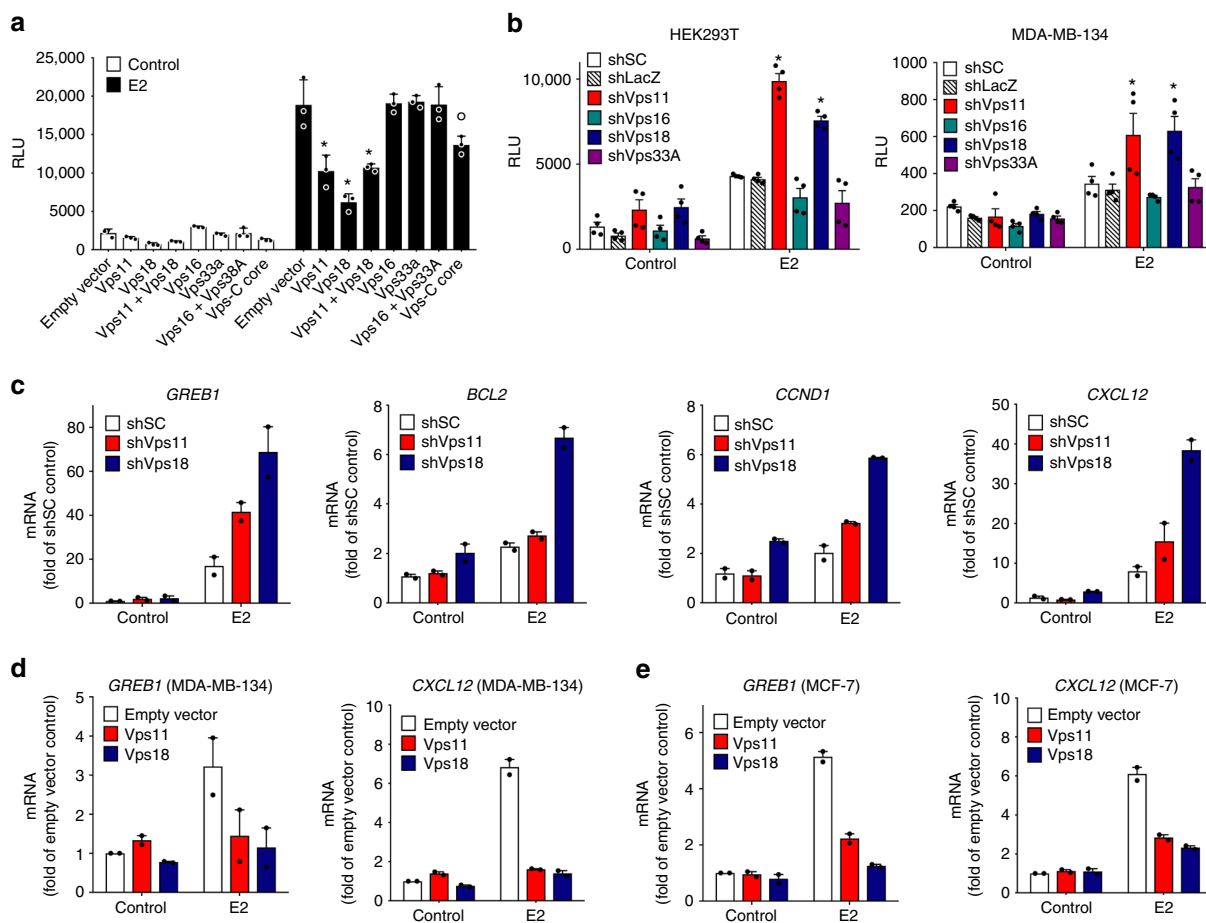 a
25,000
20,000
15,000
10,000
5000
0
RLU
Control
E2
* * *
Empty vector
Vps11
Vps18
Vps11 + Vps18
Vps16
Vps33a
Vps16 + Vps38A
Vps-C core
Empty vector
Vps11
Vps18
Vps11 + Vps18
Vps16
Vps33a
Vps16 + Vps33A
Vps-C core
b
HEK293T
shSC
shLacZ
shVps11
shVps16
shVps18
shVps33A
10,000
5000
0
RLU
* *
Control E2
MDA-MB-134
shSC
shLacZ
shVps11
shVps16
shVps18
shVps33A
1000
800
600
400
200
0
RLU
* *
Control E2
c
GREB1
shSC
shVps11
shVps18
80
60
40
20
0
mRNA
(fold of shSC control)
Control E2
BCL2
shSC
shVps11
shVps18
8
6
4
2
0
mRNA
(fold of shSC control)
Control E2
CCND1
shSC
shVps11
shVps18
8
6
4
2
0
mRNA
(fold of shSC control)
Control E2
CXCL12
shSC
shVps11
shVps18
50
40
30
20
10
0
mRNA
(fold of shSC control)
Control E2
d
GREB1 (MDA-MB-134)
Empty vector
Vps11
Vps18
5
4
3
2
1
0
mRNA
(fold of empty vector control)
Control E2
CXCL12 (MDA-MB-134)
Empty vector
Vps11
Vps18
10
8
6
4
2
0
mRNA
(fold of empty vector control)
Control E2
e
GREB1 (MCF-7)
Empty vector
Vps11
Vps18
6
4
2
0
mRNA
(fold of empty vector control)
Control E2
CXCL12 (MCF-7)
Empty vector
Vps11
Vps18
10
8
6
4
2
0
mRNA
(fold of empty vector control)
Control E2